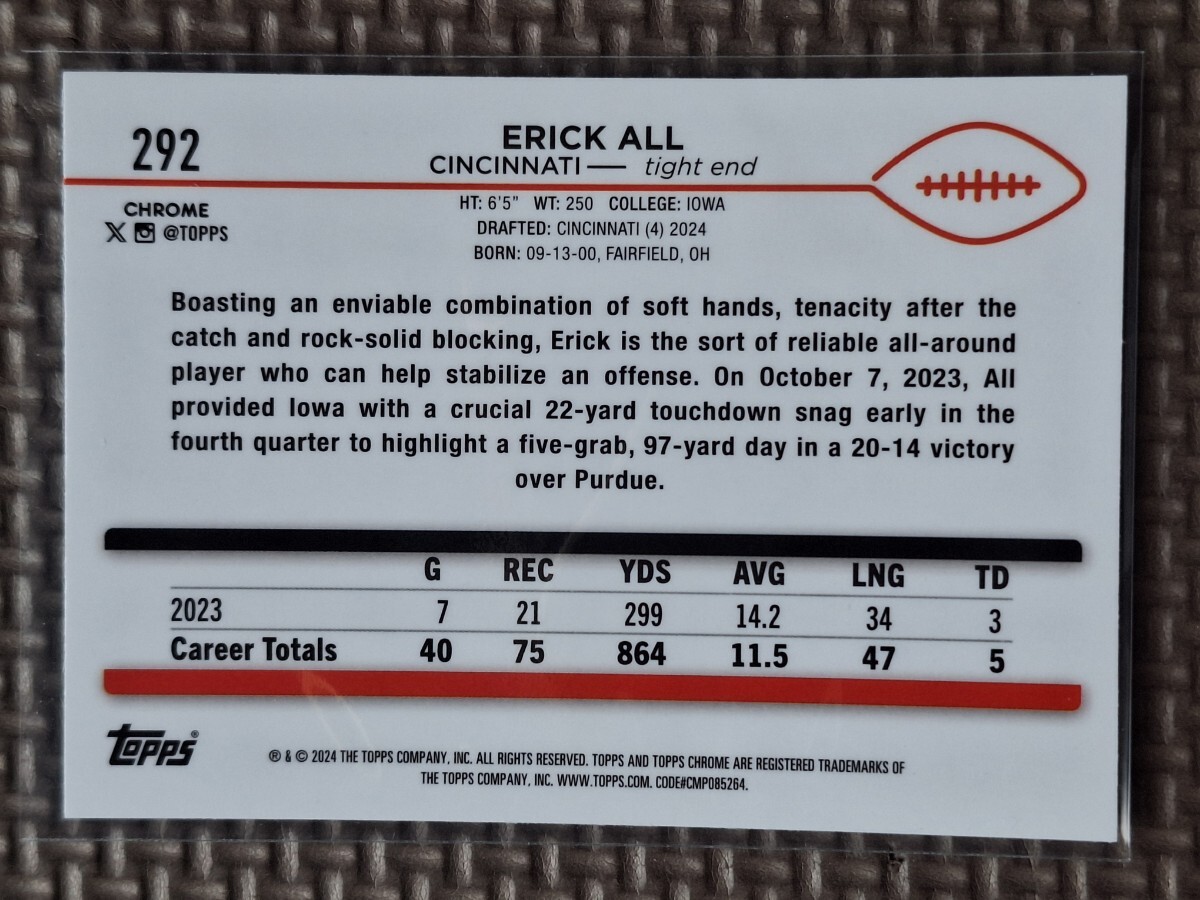 292
ERICK ALL
CINCINNATI — tight end
CHROME
X @TOPPS
HT: 6'5" WT: 250 COLLEGE: IOWA
DRAFTED: CINCINNATI (4) 2024
BORN: 09-13-00, FAIRFIELD, OH
Boasting an enviable combination of soft hands, tenacity after the
catch and rock-solid blocking, Erick is the sort of reliable all-around
player who can help stabilize an offense. On October 7, 2023, All
provided Iowa with a crucial 22-yard touchdown snag early in the
fourth quarter to highlight a five-grab, 97-yard day in a 20-14 victory
over Purdue.
G REC YDS AVG LNG TD
2023 7 21 299 14.2 34 3
Career Totals 40 75 864 11.5 47 5
topps®
® & © 2024 THE TOPPS COMPANY, INC. ALL RIGHTS RESERVED. TOPPS AND TOPPS CHROME ARE REGISTERED TRADEMARKS OF
THE TOPPS COMPANY, INC. WWW.TOPPS.COM. CODE#CMP085264.